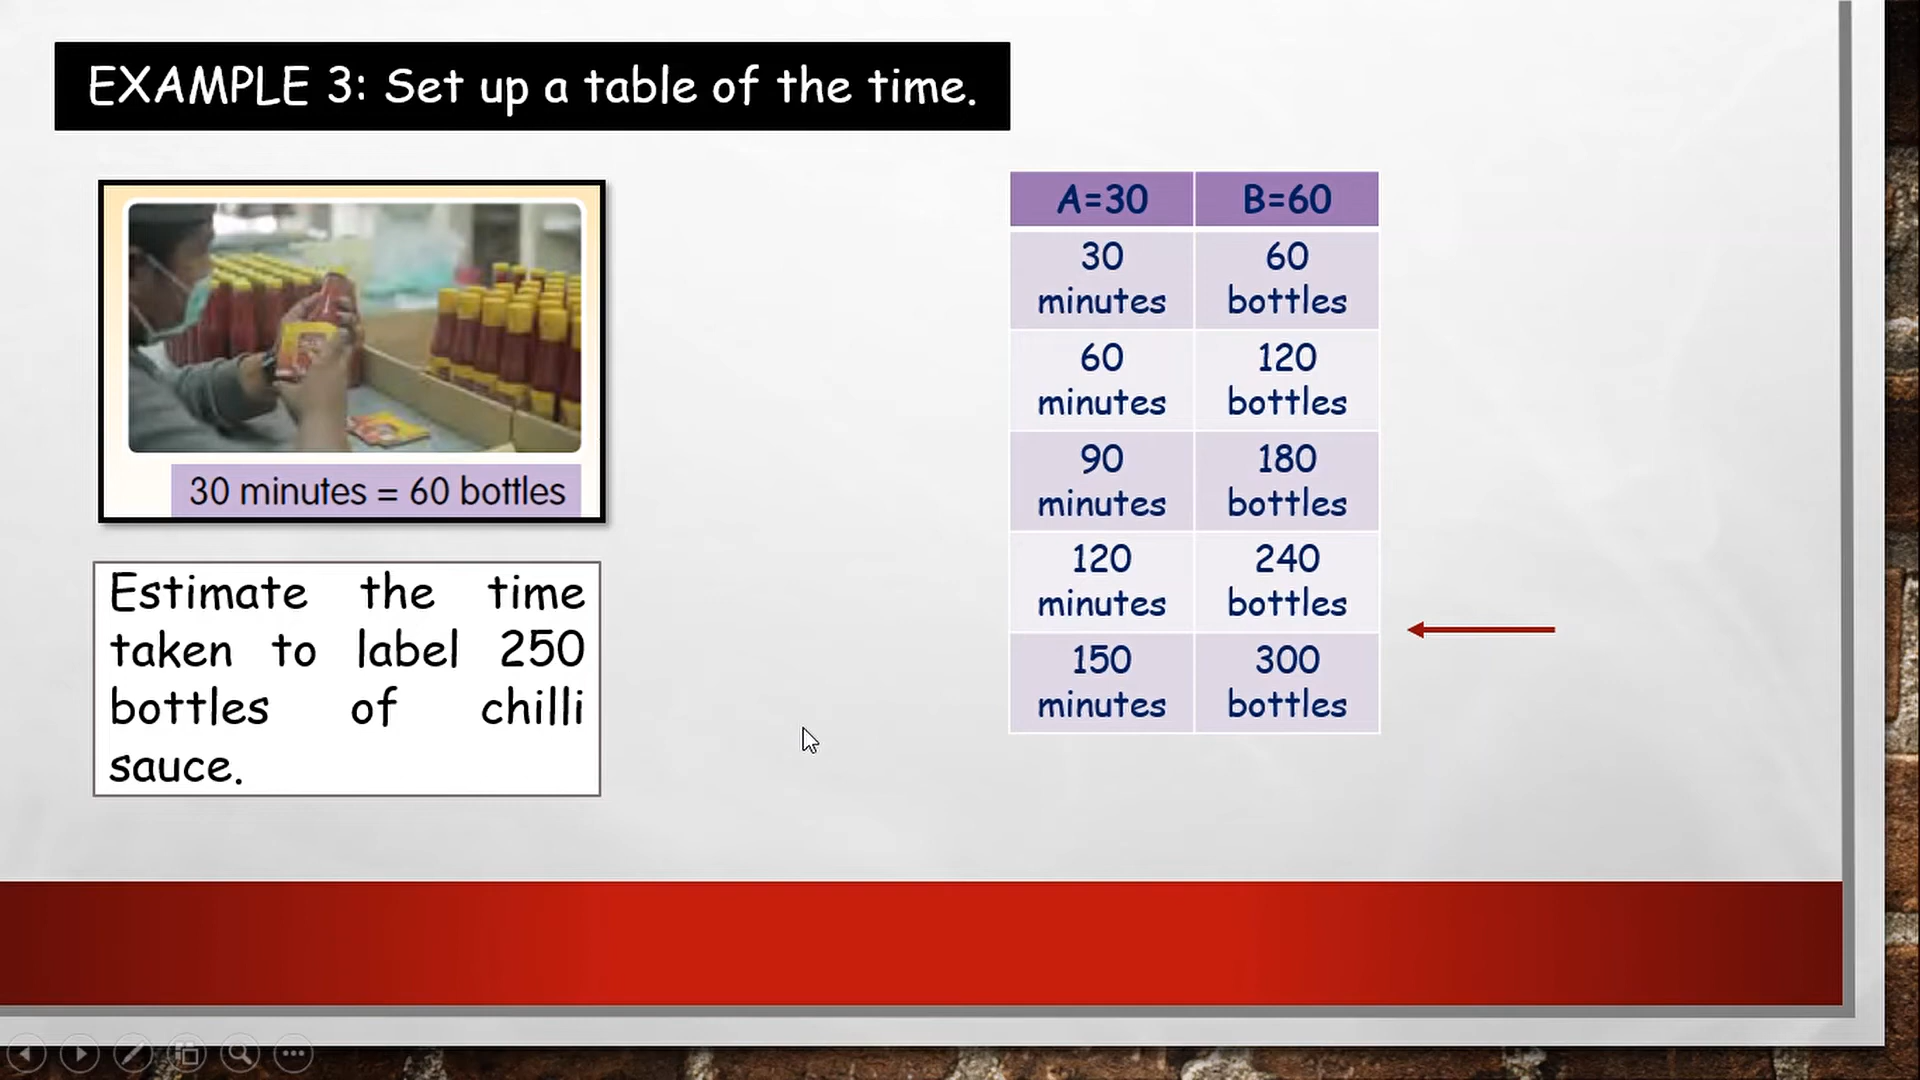 EXAMPLE 3: Set up a table of the time.
30 minutes = 60 bottles
Estimate the time
taken to label 250
bottles of chilli
sauce.
A=30 B=60
30 60
minutes bottles
60 120
minutes bottles
90 180
minutes bottles
120 240
minutes bottles
150 300
minutes bottles